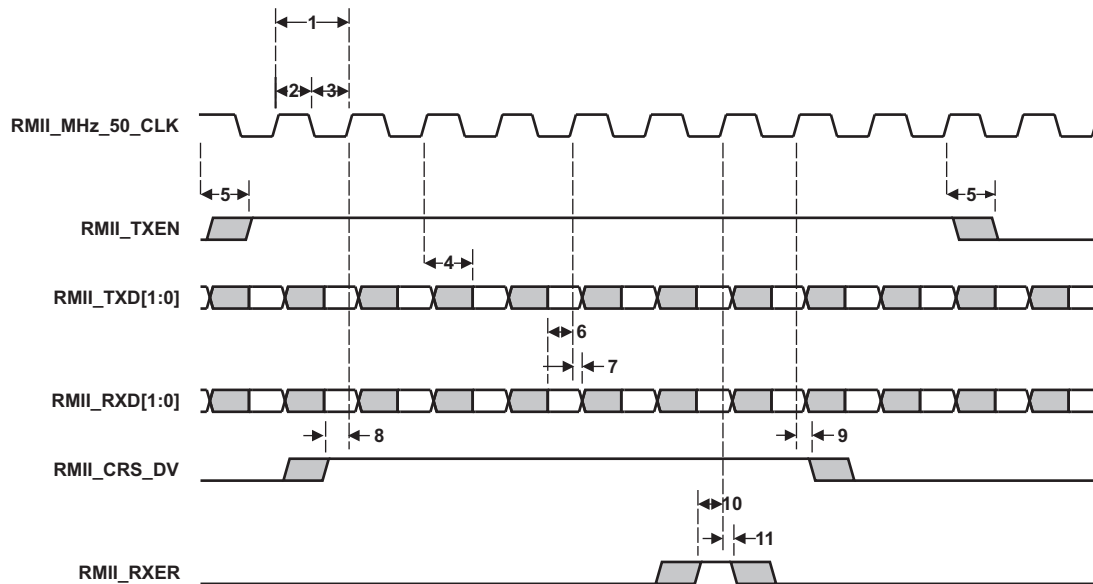 1
2 3
RMII_MHz_50_CLK
5 5
RMII_TXEN
4
RMII_TXD[1:0]
6
7
RMII_RXD[1:0]
8 9
RMII_CRS_DV
10
11
RMII_RXER